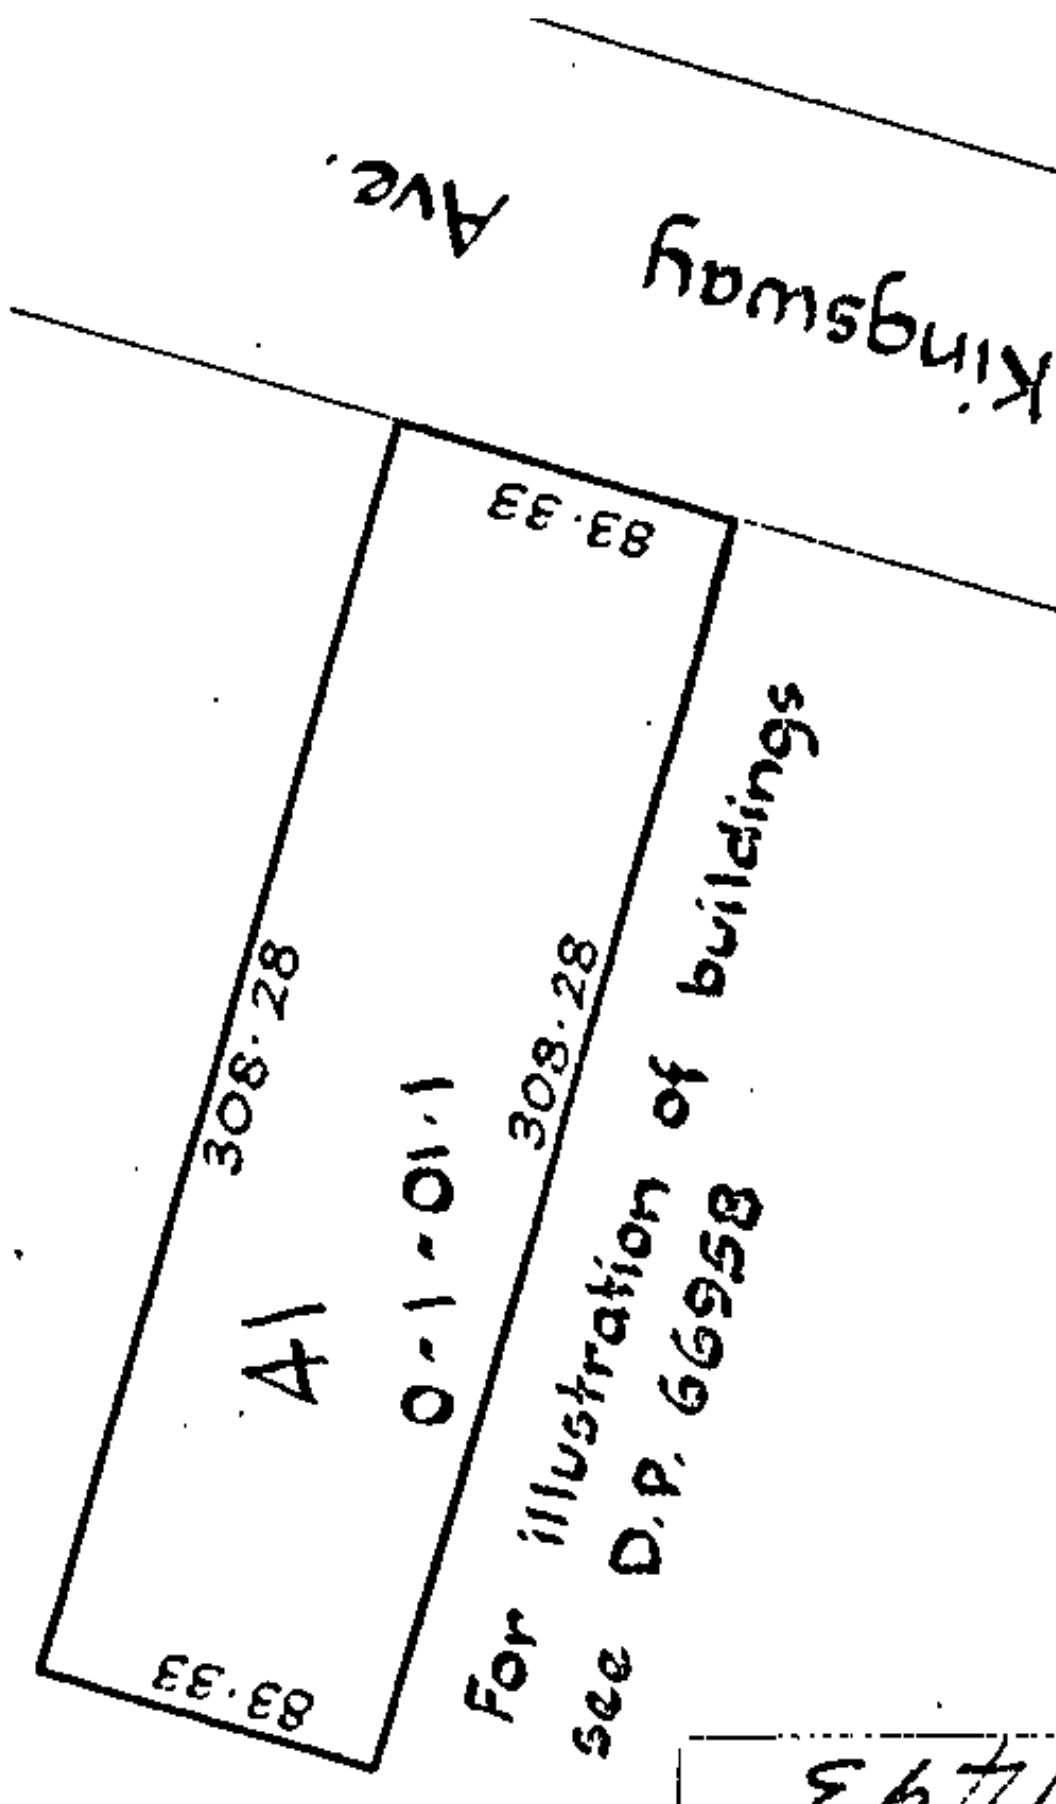 Kingsway Ave.
83·33
308·28
A1
0-1-01.1
308·28
For illustration of buildings
see D.P. 66958
83·33